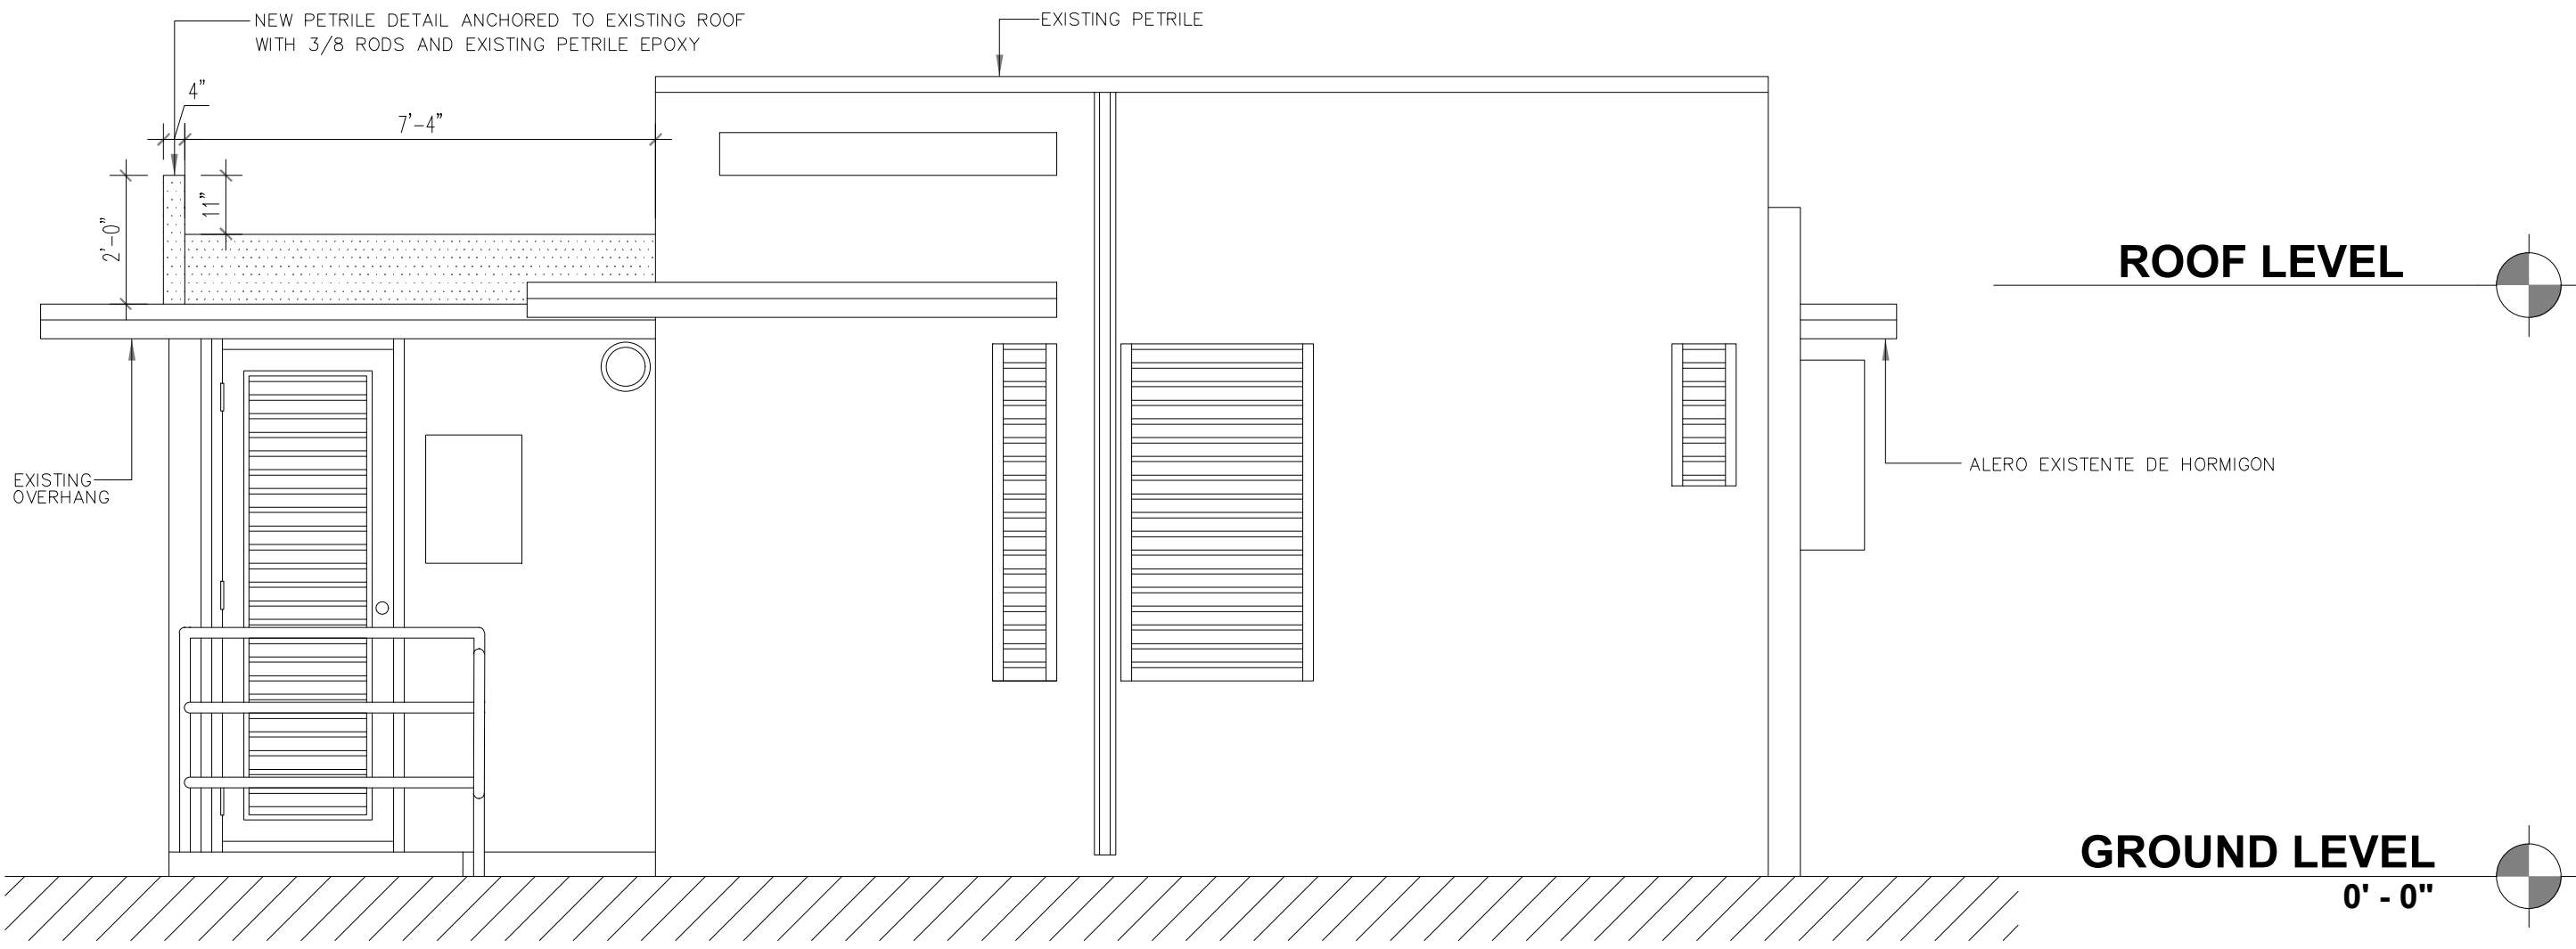 NEW PETRILE DETAIL ANCHORED TO EXISTING ROOF
WITH 3/8 RODS AND EXISTING PETRILE EPOXY
EXISTING PETRILE
4"
7'-4"
11"
2'-0"
ROOF LEVEL
EXISTING
OVERHANG
ALERO EXISTENTE DE HORMIGON
GROUND LEVEL
0' - 0"